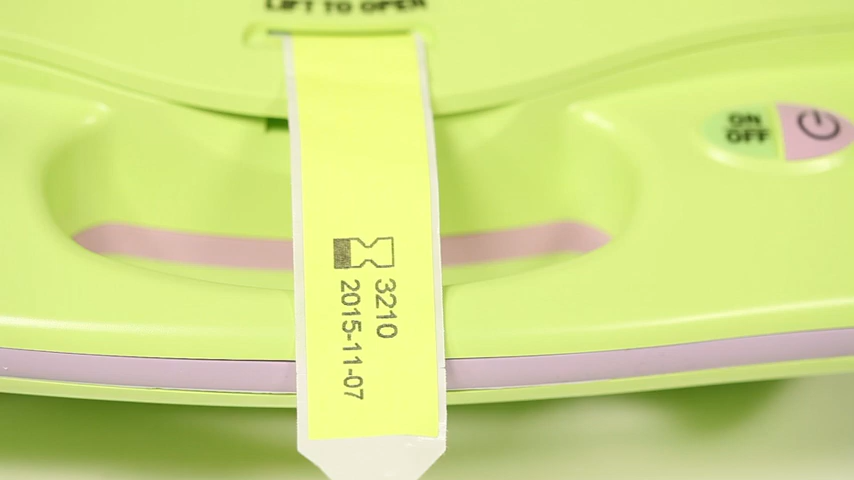 LIFT TO OPEN
ON
OFF
3210
2015-11-07